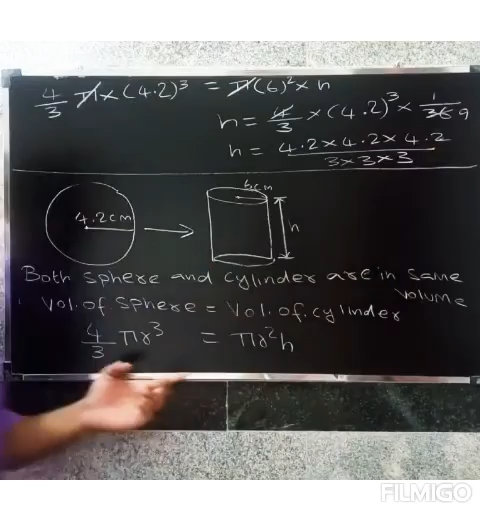 4/3 π × (4.2)³ = π(6)² × h
h = 4/3 × (4.2)³ × 1/36 9
h = 4.2 × 4.2 × 4.2 / 3 × 3 × 3
6cm
4.2cm
h
Both sphere and cylinder are in same
volume
Vol. of sphere = Vol. of cylinder
4/3 πr³ = πr²h
FILMIGO